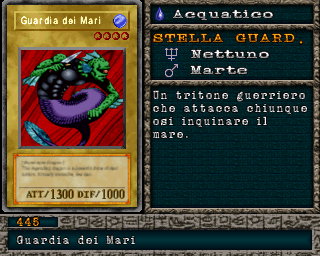 Guardia dei Mari
ATT/1300 DIF/1000
Acquatico
STELLA GUARD.
Nettuno
Marte
Un tritone guerriero
che attacca chiunque
osi inquinare il
mare.
445
Guardia dei Mari